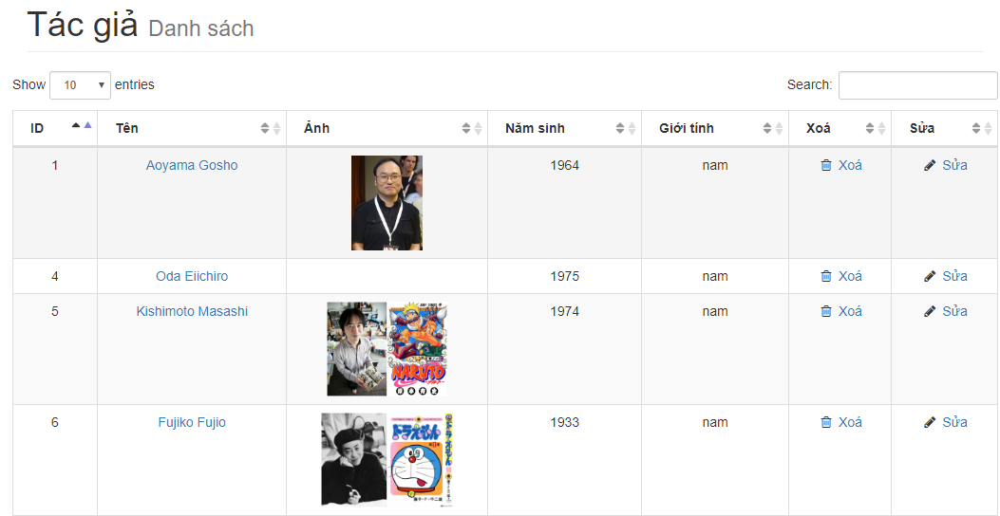 Tác giả Danh sách
Show 10 entries Search:
ID Tên Ảnh Năm sinh Giới tính Xoá Sửa
1 Aoyama Gosho 1964 nam Xoá Sửa
4 Oda Eiichiro 1975 nam Xoá Sửa
5 Kishimoto Masashi 1974 nam Xoá Sửa
NARUTO
6 Fujiko Fujio 1933 nam Xoá Sửa
ドラえもん